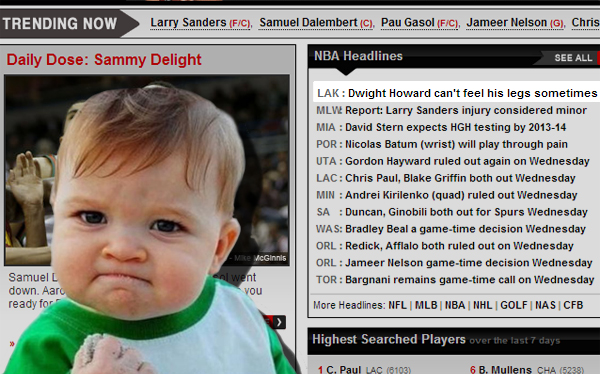 TRENDING NOW
Larry Sanders (F/C), Samuel Dalembert (C), Pau Gasol (F/C), Jameer Nelson (G), Chris
Daily Dose: Sammy Delight
- Mike McGinnis
Samuel D
ol went
down. Aaro
you
ready for
»
NBA Headlines
SEE ALL
LAK : Dwight Howard can't feel his legs sometimes
MLW: Report: Larry Sanders injury considered minor
MIA : David Stern expects HGH testing by 2013-14
POR : Nicolas Batum (wrist) will play through pain
UTA : Gordon Hayward ruled out again on Wednesday
LAC : Chris Paul, Blake Griffin both out Wednesday
MIN : Andrei Kirilenko (quad) ruled out Wednesday
SA : Duncan, Ginobili both out for Spurs Wednesday
WAS: Bradley Beal a game-time decision Wednesday
ORL : Redick, Afflalo both ruled out on Wednesday
ORL : Jameer Nelson game-time decision Wednesday
TOR : Bargnani remains game-time call on Wednesday
More Headlines: NFL | MLB | NBA | NHL | GOLF | NAS | CFB
Highest Searched Players over the last 7 days
1 C. Paul LAC (6103)
6 B. Mullens CHA (5238)